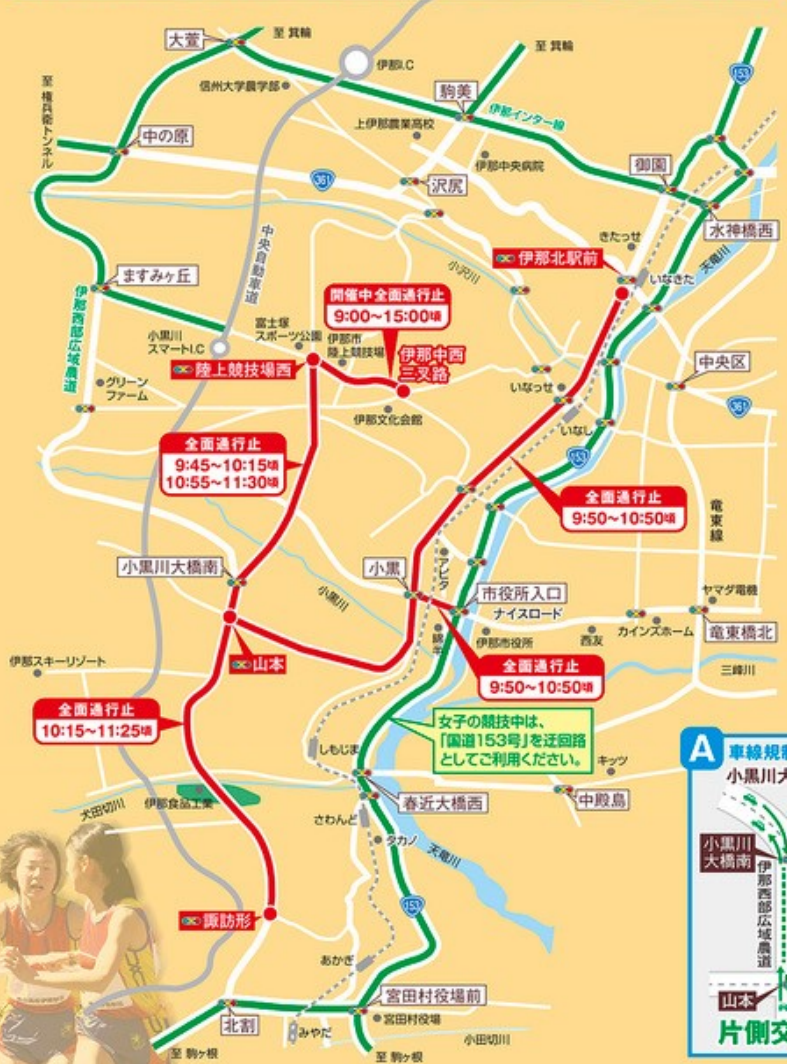 大萱
至 箕輪
伊那I.C
至 箕輪
信州大学農学部
駒美
伊那インター線
153
至 権兵衛トンネル
上伊那農業高校
中の原
伊那中央病院
御園
361
沢尻
水神橋西
きたっせ
天竜川
中央自動車道
伊那北駅前
いなきた
小沢川
ますみヶ丘
開催中全面通行止
9:00〜15:00頃
伊那西部広域農道
小黒川
スマートI.C
富士塚
スポーツ公園
伊那市
陸上競技場
伊那中西
三叉路
陸上競技場西
中央区
グリーン
ファーム
いなっせ
361
伊那文化会館
いなし
全面通行止
9:45〜10:15頃
10:55〜11:30頃
153
全面通行止
9:50〜10:50頃
竜東線
小黒川大橋南
小黒
アピタ
小黒川
市役所入口
ナイスロード
ヤマダ電機
綿半
伊那市役所
西友
カインズホーム
竜東橋北
山本
伊那スキーリゾート
全面通行止
9:50〜10:50頃
三峰川
全面通行止
10:15〜11:25頃
女子の競技中は、
「国道153号」を迂回路
としてご利用ください。
しもじま
キッツ
A
車線規制
小黒川大
犬田切川
伊那食品工業
春近大橋西
中殿島
さわんど
タカノ
天竜川
小黒川
大橋南
伊那西部広域農道
153
諏訪形
あかぎ
山本
宮田村役場前
北割
宮田村役場
片側交
みやだ
小田切川
至 駒ヶ根
至 駒ヶ根